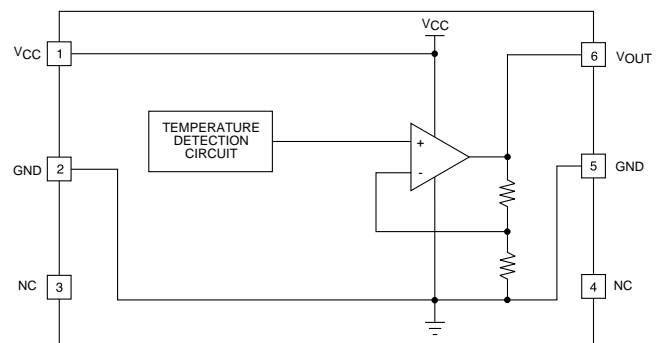 VCC
VCC 1
6 VOUT
TEMPERATURE
DETECTION
CIRCUIT
+
-
GND 2
5 GND
NC 3
4 NC